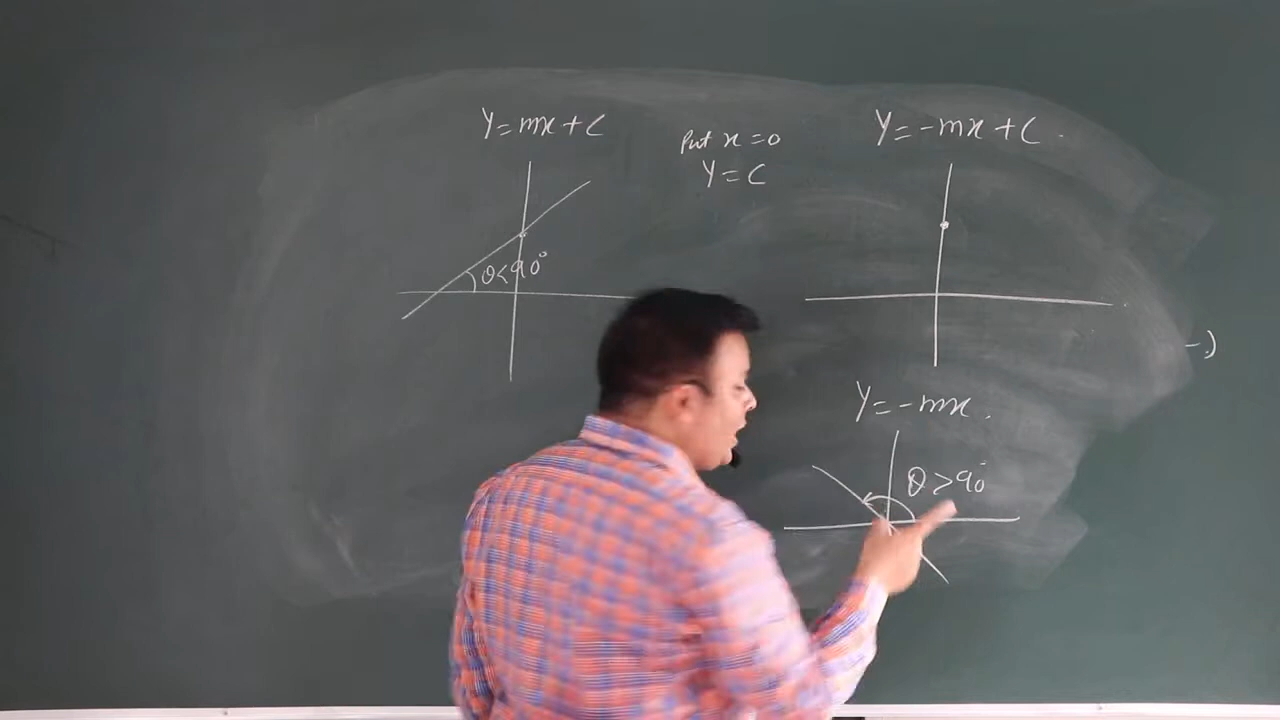 Y=mx+C
θ<90°
Put x=0
Y=C
Y=-mx+C.
Y=-mx.
θ>90°